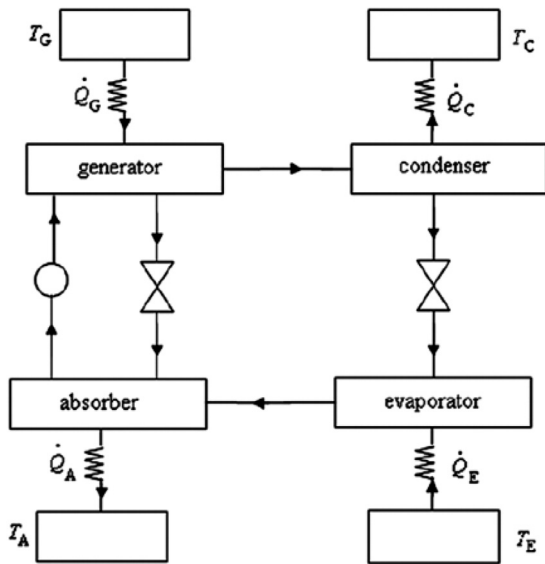 T_G
T_C
Q̇_G
Q̇_C
generator
condenser
absorber
evaporator
Q̇_A
Q̇_E
T_A
T_E